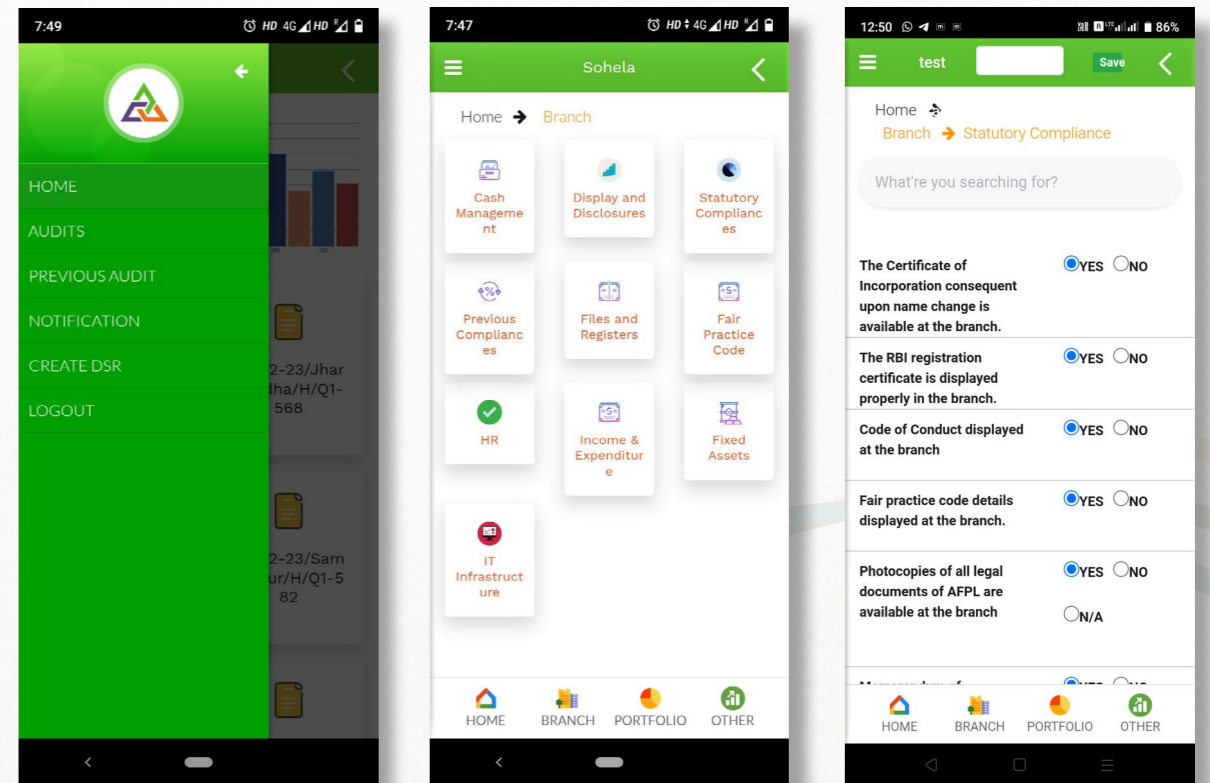 7:49
HD 4G HD R
HOME
AUDITS
PREVIOUS AUDIT
NOTIFICATION
CREATE DSR
LOGOUT
2-23/Jhar
dha/H/Q1-
568
2-23/Sam
ur/H/Q1-5
82
7:47
HD 4G HD R
Sohela
Home ➔ Branch
Cash
Manageme
nt
Display and
Disclosures
Statutory
Complianc
es
Previous
Complianc
es
Files and
Registers
Fair
Practice
Code
HR
Income &
Expenditur
e
Fixed
Assets
IT
Infrastruct
ure
HOME BRANCH PORTFOLIO OTHER
12:50 86%
test Save
Home
Branch ➔ Statutory Compliance
What're you searching for?
The Certificate of YES NO
Incorporation consequent
upon name change is
available at the branch.
The RBI registration YES NO
certificate is displayed
properly in the branch.
Code of Conduct displayed YES NO
at the branch
Fair practice code details YES NO
displayed at the branch.
Photocopies of all legal YES NO
documents of AFPL are
available at the branch N/A
HOME BRANCH PORTFOLIO OTHER